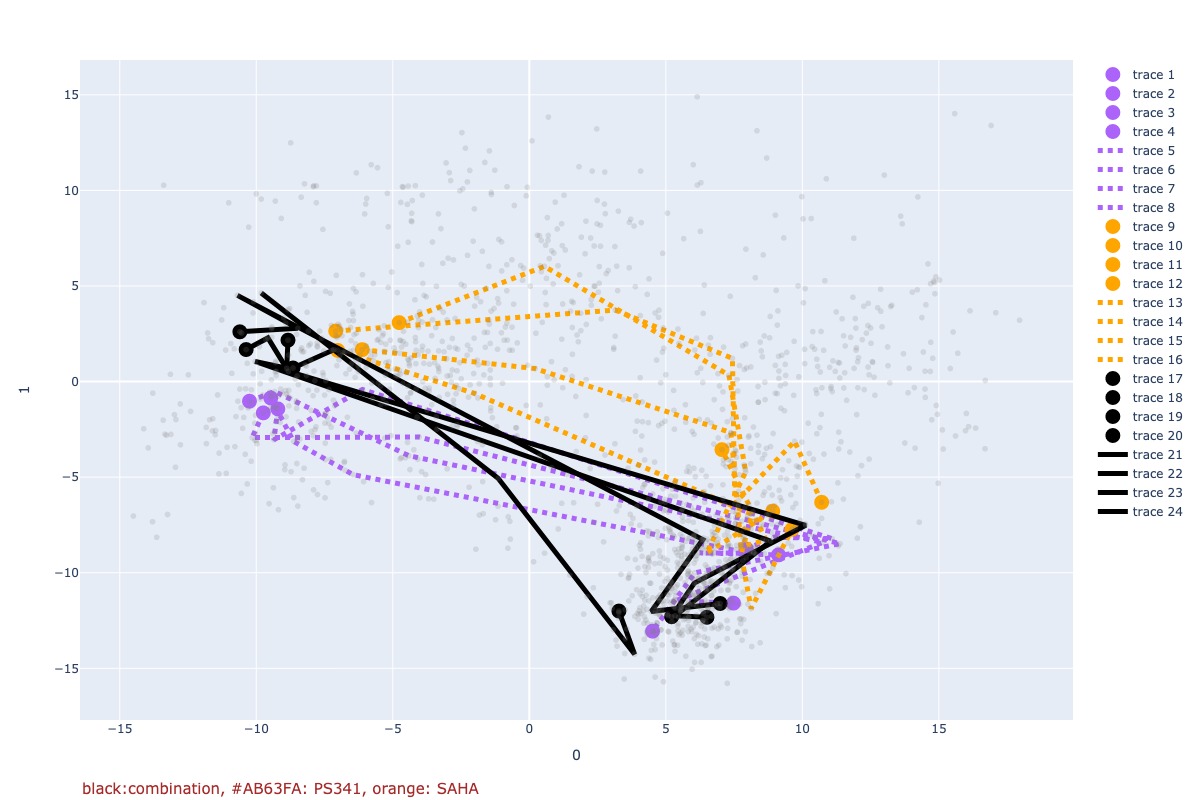 15
10
5
0
−5
−10
−15
−15
−10
−5
0
5
10
15
0
1
trace 1
trace 2
trace 3
trace 4
trace 5
trace 6
trace 7
trace 8
trace 9
trace 10
trace 11
trace 12
trace 13
trace 14
trace 15
trace 16
trace 17
trace 18
trace 19
trace 20
trace 21
trace 22
trace 23
trace 24
black:combination, #AB63FA: PS341, orange: SAHA